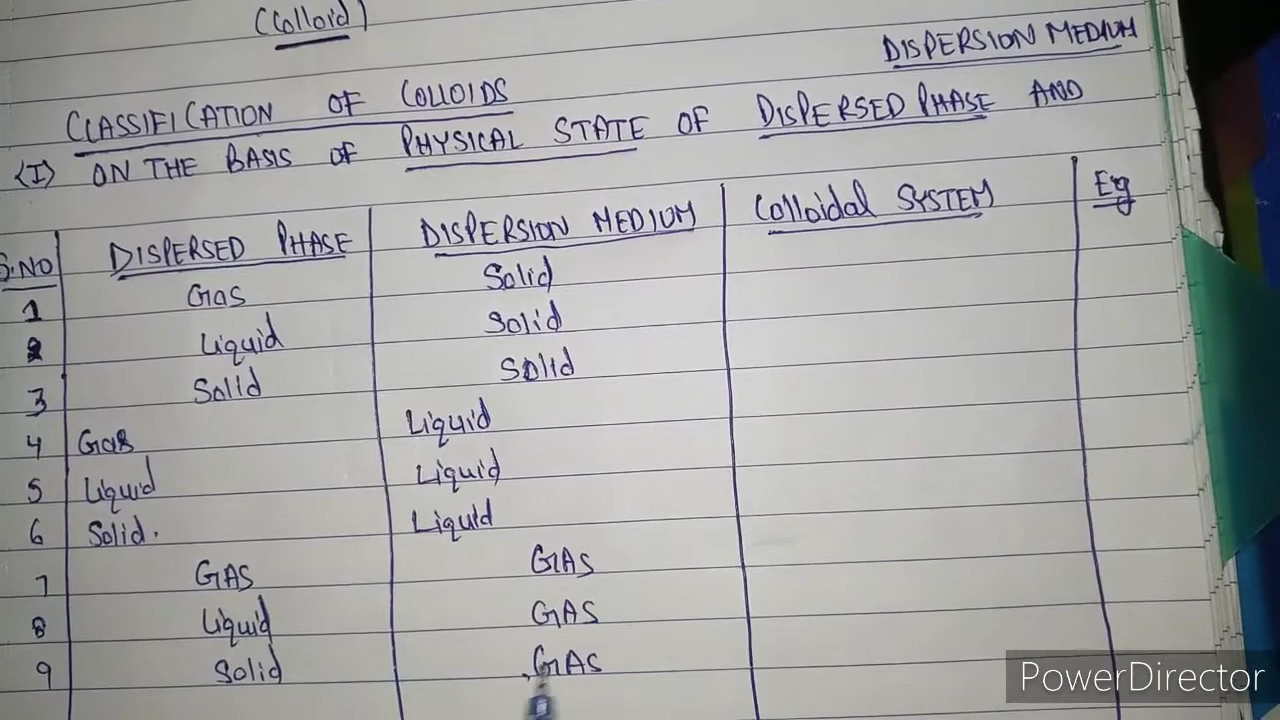 (Colloid)
DISPERSION MEDIUM
CLASSIFICATION OF COLLOIDS
(I) ON THE BASIS OF PHYSICAL STATE OF DISPERSED PHASE AND
S.NO DISPERSED PHASE DISPERSION MEDIUM Colloidal SYSTEM Eg
1 Gas Solid
2 Liquid Solid
3 Solid Solid
4 Gas Liquid
5 Liquid Liquid
6 Solid. Liquid
7 GAS GAS
8 Liquid GAS
9 Solid GAS
PowerDirector